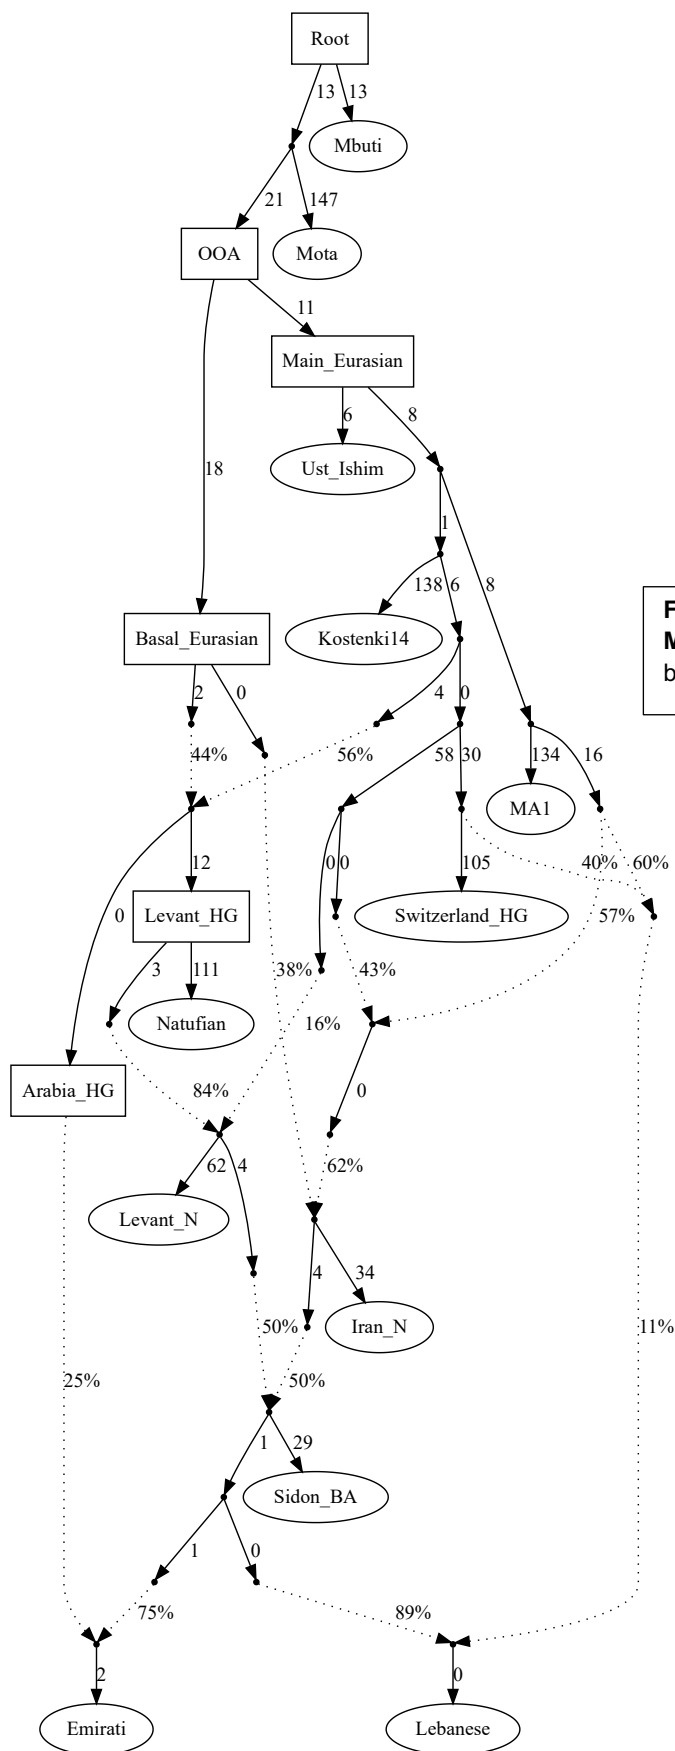 Root
13
13
Mbuti
21
147
OOA
Mota
11
Main_Eurasian
6
8
Ust_Ishim
18
1
138
6
8
F
M
b
Basal_Eurasian
Kostenki14
2
0
4
0
44%
56%
58
30
134
16
MA1
12
0
0
105
40%
60%
0
Levant_HG
Switzerland_HG
57%
3
111
38%
43%
Natufian
16%
Arabia_HG
84%
0
62
4
62%
Levant_N
4
34
50%
Iran_N
11%
25%
50%
1
29
Sidon_BA
1
0
75%
89%
2
0
Emirati
Lebanese